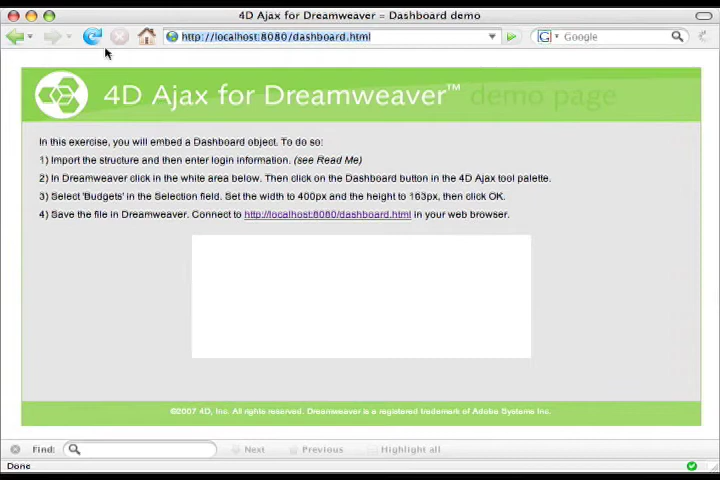 4D Ajax for Dreamweaver = Dashboard demo
http://localhost:8080/dashboard.html
Google
4D Ajax for Dreamweaver™ demo page
In this exercise, you will embed a Dashboard object. To do so:
1) Import the structure and then enter login information. (see Read Me)
2) In Dreamweaver click in the white area below. Then click on the Dashboard button in the 4D Ajax tool palette.
3) Select 'Budgets' in the Selection field. Set the width to 400px and the height to 163px, then click OK.
4) Save the file in Dreamweaver. Connect to http://localhost:8080/dashboard.html in your web browser.
©2007 4D, Inc. All rights reserved. Dreamweaver is a registered trademark of Adobe Systems Inc.
Find: Next Previous Highlight all
Done